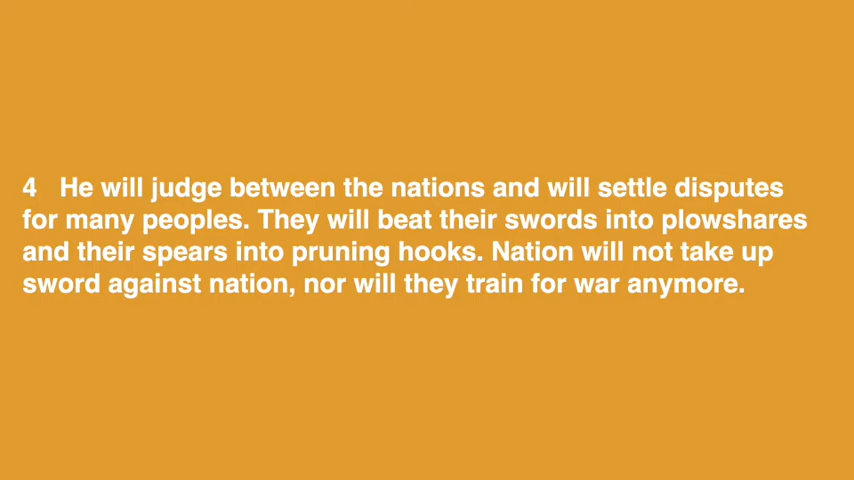 4 He will judge between the nations and will settle disputes
for many peoples. They will beat their swords into plowshares
and their spears into pruning hooks. Nation will not take up
sword against nation, nor will they train for war anymore.